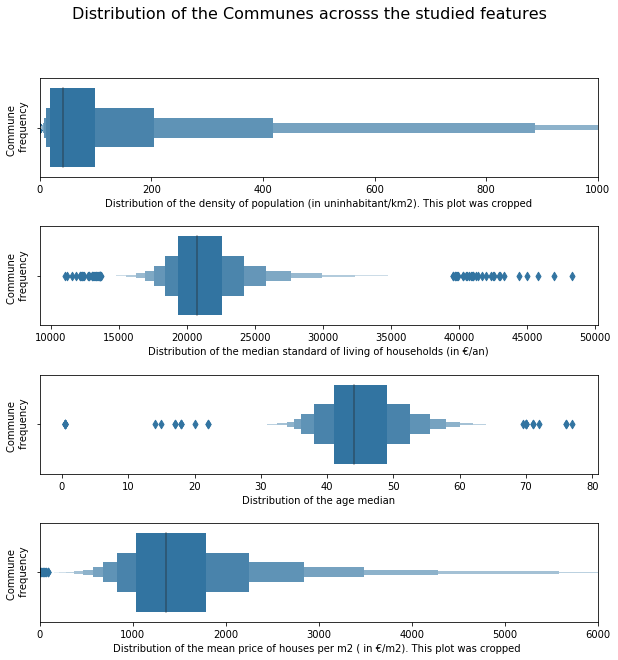 Distribution of the Communes acrosss the studied features
Commune
frequency
0 200 400 600 800 1000
Distribution of the density of population (in uninhabitant/km2). This plot was cropped
Commune
frequency
10000 15000 20000 25000 30000 35000 40000 45000 50000
Distribution of the median standard of living of households (in €/an)
Commune
frequency
0 10 20 30 40 50 60 70 80
Distribution of the age median
Commune
frequency
0 1000 2000 3000 4000 5000 6000
Distribution of the mean price of houses per m2 ( in €/m2). This plot was cropped